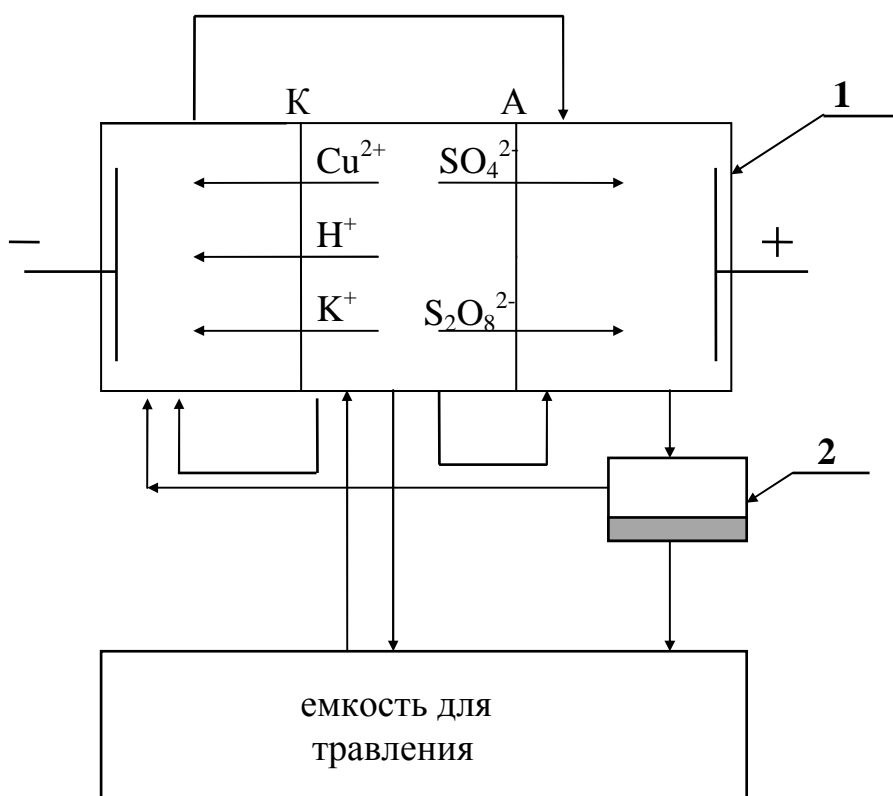 К А
1
Cu²⁺ SO₄²⁻
− H⁺ +
K⁺ S₂O₈²⁻
2
емкость для
травления